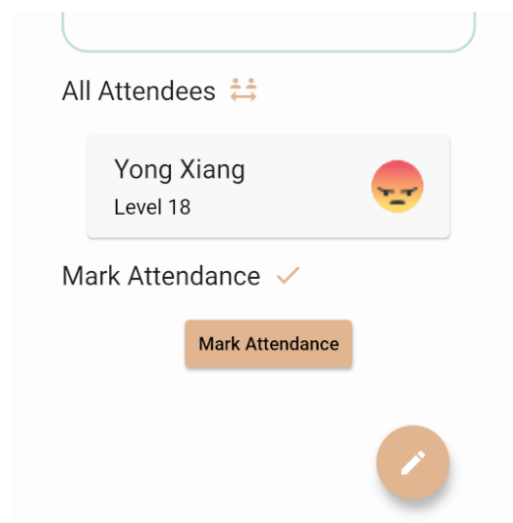 All Attendees
Yong Xiang
Level 18
Mark Attendance
Mark Attendance